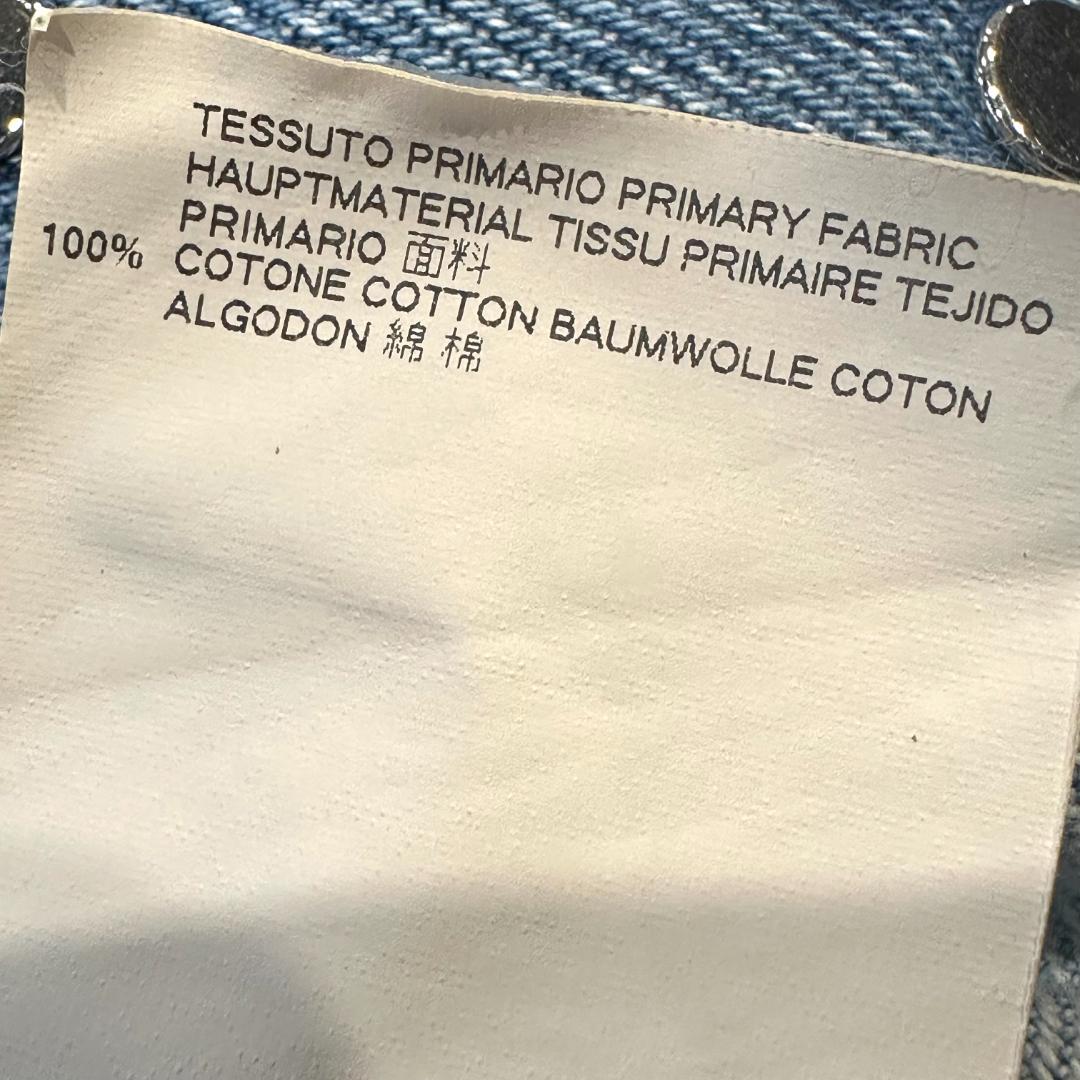 TESSUTO PRIMARIO PRIMARY FABRIC
HAUPTMATERIAL TISSU PRIMAIRE TEJIDO
PRIMARIO 面料
100% COTONE COTTON BAUMWOLLE COTON
ALGODON 綿 棉